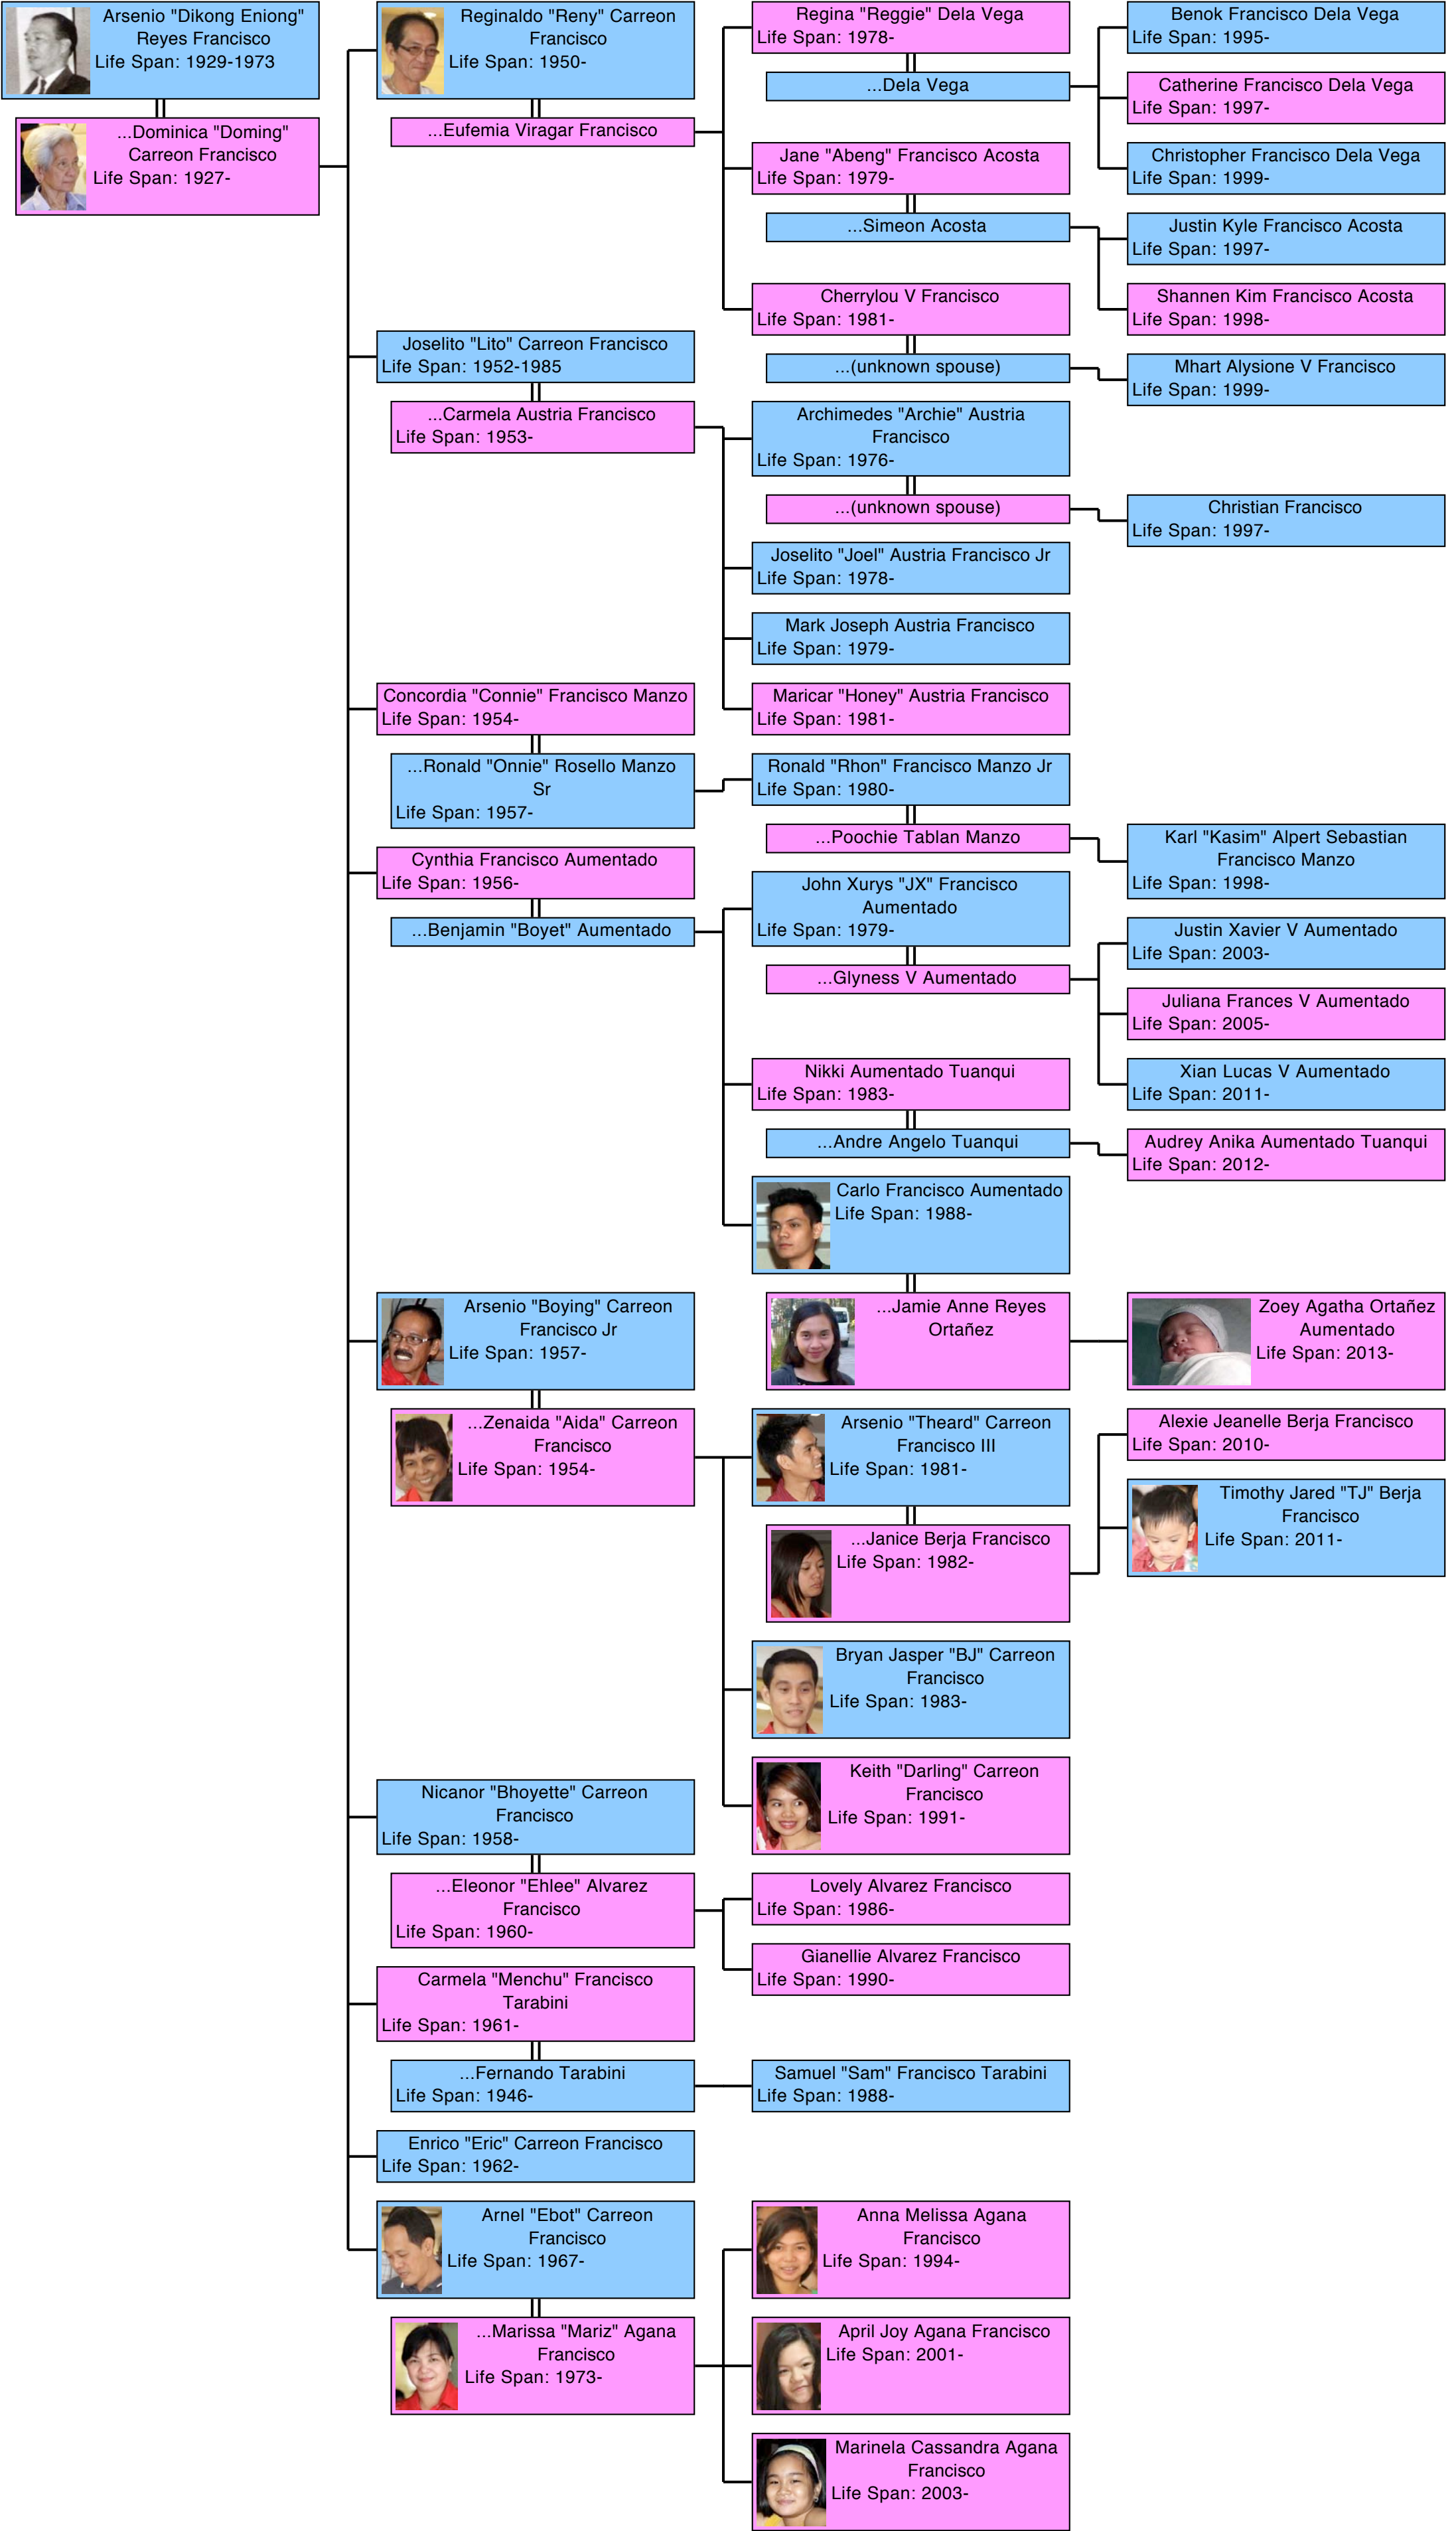 Arsenio "Dikong Eniong"
Reyes Francisco
Life Span: 1929-1973
...Dominica "Doming"
Carreon Francisco
Life Span: 1927-
Reginaldo "Reny" Carreon
Francisco
Life Span: 1950-
...Eufemia Viragar Francisco
Regina "Reggie" Dela Vega
Life Span: 1978-
...Dela Vega
Benok Francisco Dela Vega
Life Span: 1995-
Catherine Francisco Dela Vega
Life Span: 1997-
Christopher Francisco Dela Vega
Life Span: 1999-
Jane "Abeng" Francisco Acosta
Life Span: 1979-
...Simeon Acosta
Justin Kyle Francisco Acosta
Life Span: 1997-
Shannen Kim Francisco Acosta
Life Span: 1998-
Cherrylou V Francisco
Life Span: 1981-
...(unknown spouse)
Mhart Alysione V Francisco
Life Span: 1999-
Joselito "Lito" Carreon Francisco
Life Span: 1952-1985
...Carmela Austria Francisco
Life Span: 1953-
Archimedes "Archie" Austria
Francisco
Life Span: 1976-
...(unknown spouse)
Christian Francisco
Life Span: 1997-
Joselito "Joel" Austria Francisco Jr
Life Span: 1978-
Mark Joseph Austria Francisco
Life Span: 1979-
Maricar "Honey" Austria Francisco
Life Span: 1981-
Concordia "Connie" Francisco Manzo
Life Span: 1954-
...Ronald "Onnie" Rosello Manzo
Sr
Life Span: 1957-
Ronald "Rhon" Francisco Manzo Jr
Life Span: 1980-
...Poochie Tablan Manzo
Karl "Kasim" Alpert Sebastian
Francisco Manzo
Life Span: 1998-
Cynthia Francisco Aumentado
Life Span: 1956-
...Benjamin "Boyet" Aumentado
John Xurys "JX" Francisco
Aumentado
Life Span: 1979-
...Glyness V Aumentado
Justin Xavier V Aumentado
Life Span: 2003-
Juliana Frances V Aumentado
Life Span: 2005-
Xian Lucas V Aumentado
Life Span: 2011-
Nikki Aumentado Tuanqui
Life Span: 1983-
...Andre Angelo Tuanqui
Audrey Anika Aumentado Tuanqui
Life Span: 2012-
Carlo Francisco Aumentado
Life Span: 1988-
...Jamie Anne Reyes
Ortañez
Zoey Agatha Ortañez
Aumentado
Life Span: 2013-
Arsenio "Boying" Carreon
Francisco Jr
Life Span: 1957-
...Zenaida "Aida" Carreon
Francisco
Life Span: 1954-
Arsenio "Theard" Carreon
Francisco III
Life Span: 1981-
...Janice Berja Francisco
Life Span: 1982-
Alexie Jeanelle Berja Francisco
Life Span: 2010-
Timothy Jared "TJ" Berja
Francisco
Life Span: 2011-
Bryan Jasper "BJ" Carreon
Francisco
Life Span: 1983-
Keith "Darling" Carreon
Francisco
Life Span: 1991-
Nicanor "Bhoyette" Carreon
Francisco
Life Span: 1958-
...Eleonor "Ehlee" Alvarez
Francisco
Life Span: 1960-
Lovely Alvarez Francisco
Life Span: 1986-
Gianellie Alvarez Francisco
Life Span: 1990-
Carmela "Menchu" Francisco
Tarabini
Life Span: 1961-
...Fernando Tarabini
Life Span: 1946-
Samuel "Sam" Francisco Tarabini
Life Span: 1988-
Enrico "Eric" Carreon Francisco
Life Span: 1962-
Arnel "Ebot" Carreon
Francisco
Life Span: 1967-
...Marissa "Mariz" Agana
Francisco
Life Span: 1973-
Anna Melissa Agana
Francisco
Life Span: 1994-
April Joy Agana Francisco
Life Span: 2001-
Marinela Cassandra Agana
Francisco
Life Span: 2003-